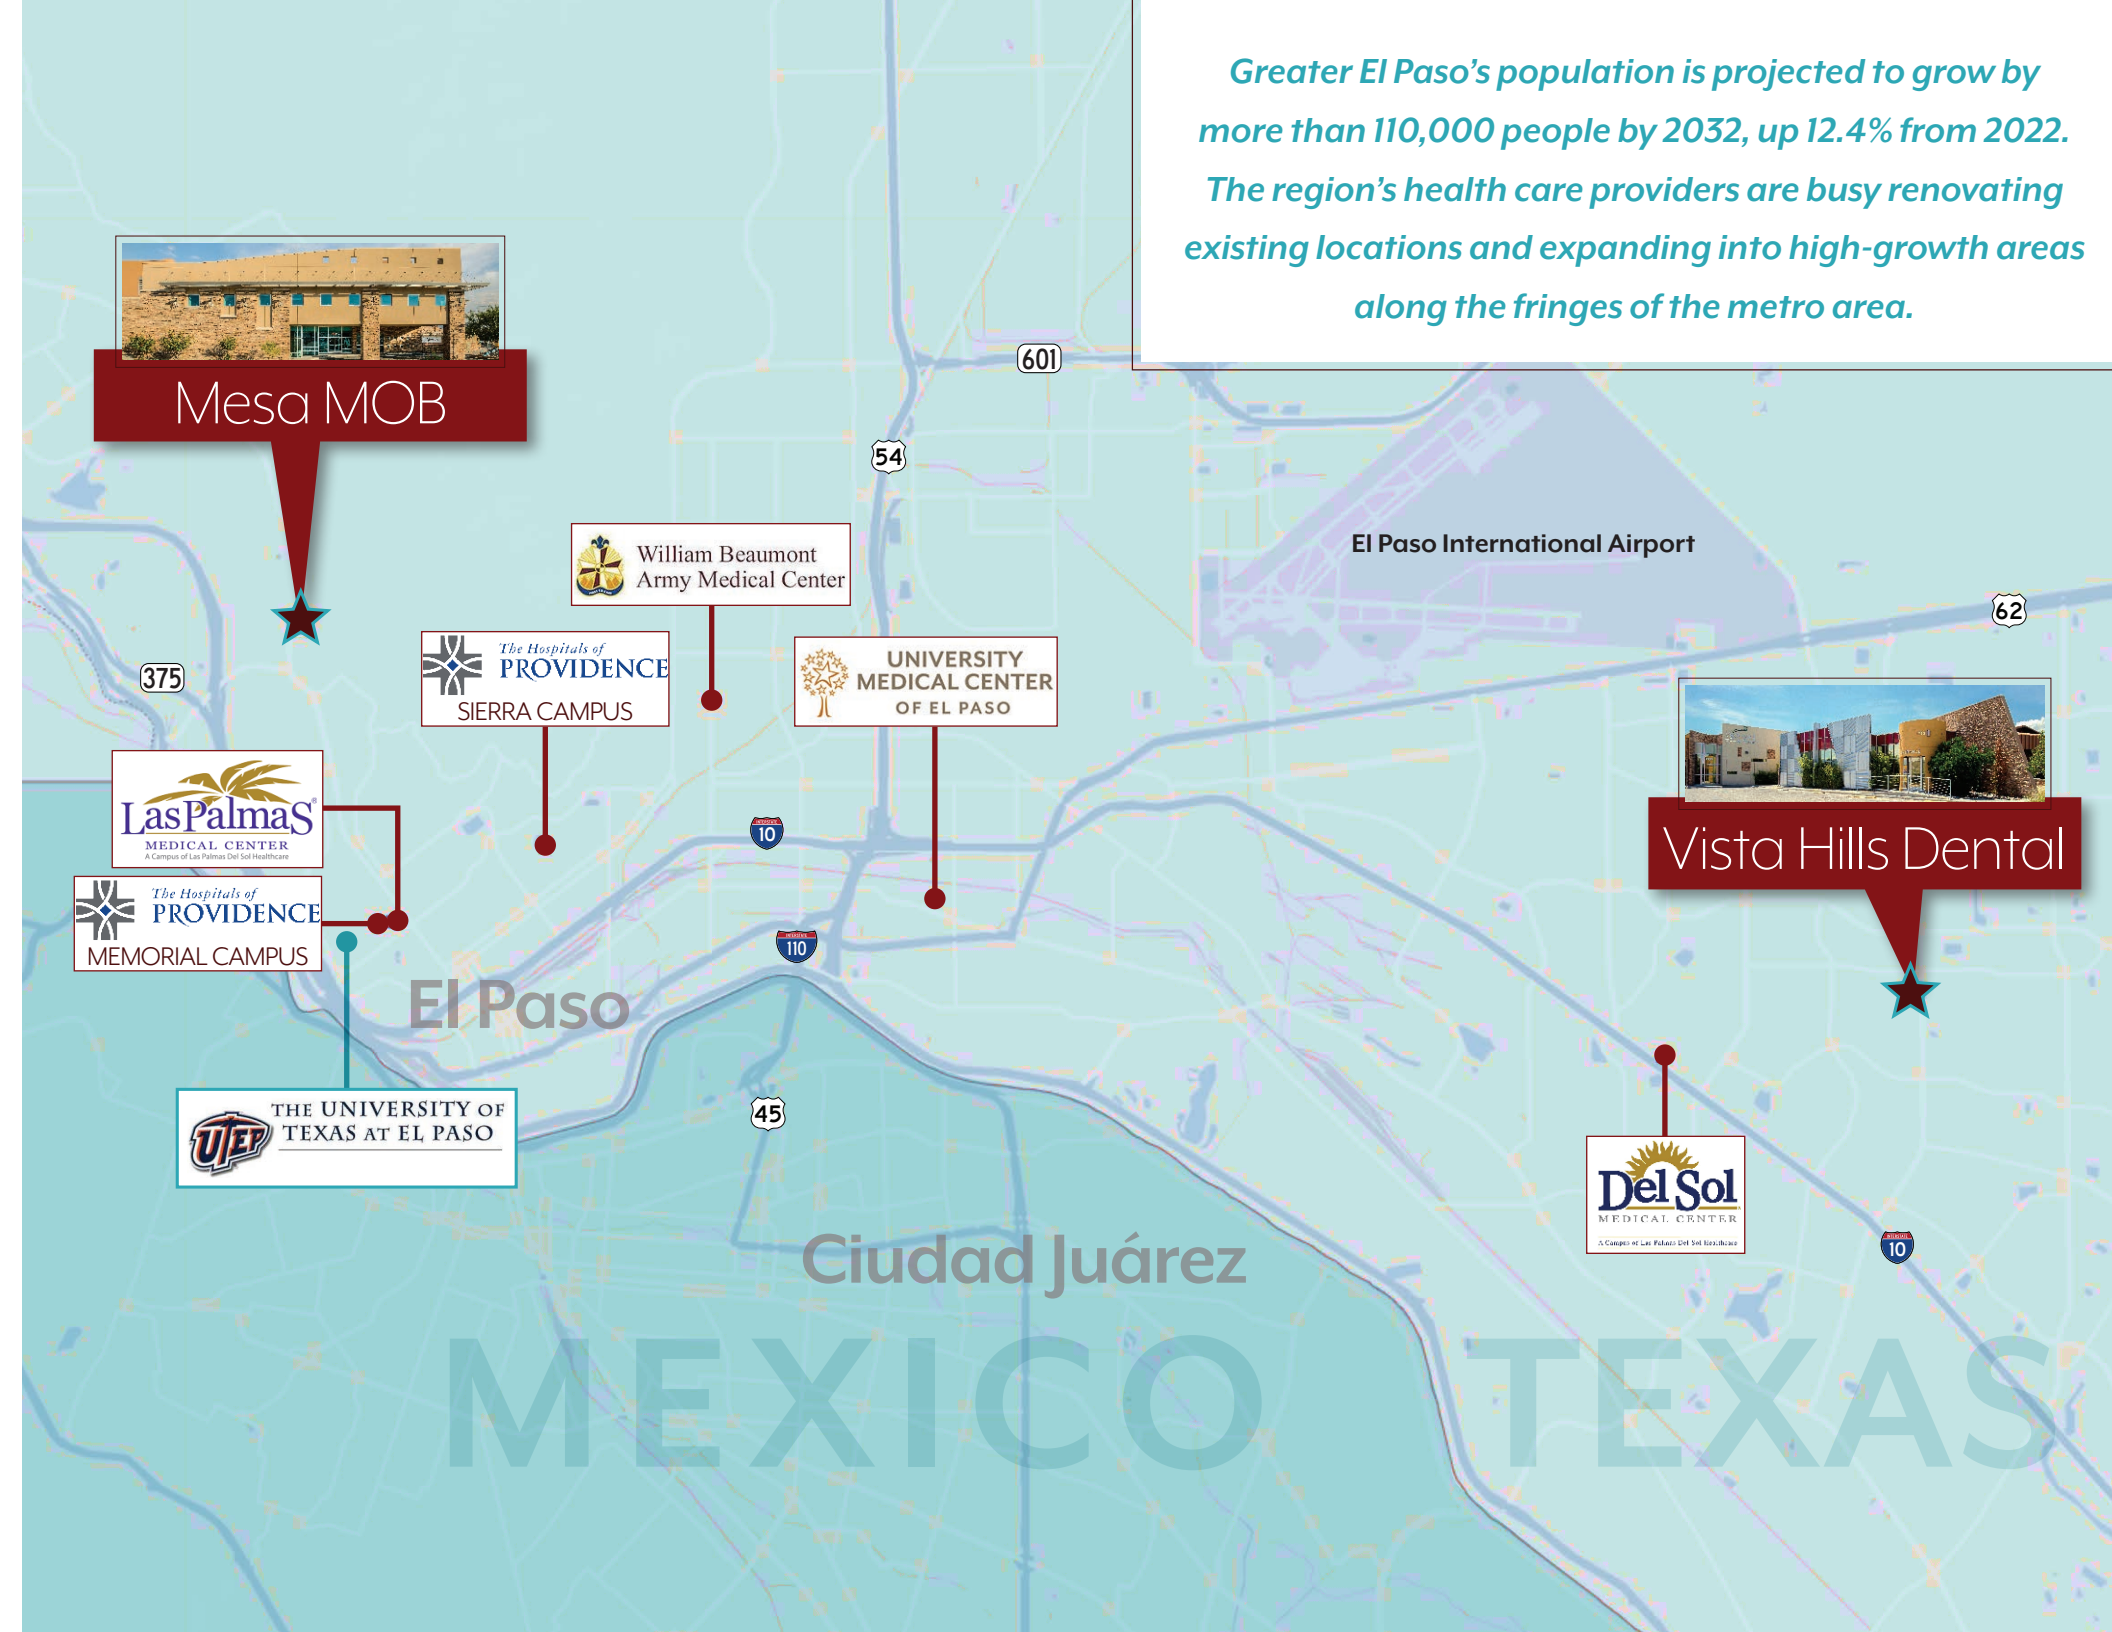 Greater El Paso's population is projected to grow by
more than 110,000 people by 2032, up 12.4% from 2022.
The region's health care providers are busy renovating
existing locations and expanding into high-growth areas
along the fringes of the metro area.
Mesa MOB
601
54
El Paso International Airport
62
William Beaumont
Army Medical Center
The Hospitals of
PROVIDENCE
SIERRA CAMPUS
UNIVERSITY
MEDICAL CENTER
OF EL PASO
375
Las PalmaS®
MEDICAL CENTER
A Campus of Las Palmas Del Sol Healthcare
INTERSTATE
10
Vista Hills Dental
The Hospitals of
PROVIDENCE
MEMORIAL CAMPUS
INTERSTATE
110
El Paso
THE UNIVERSITY OF
TEXAS AT EL PASO
UTEP
45
Del Sol
MEDICAL CENTER
A Campus of Las Palmas Del Sol Healthcare
INTERSTATE
10
Ciudad Juárez
MEXICO
TEXAS